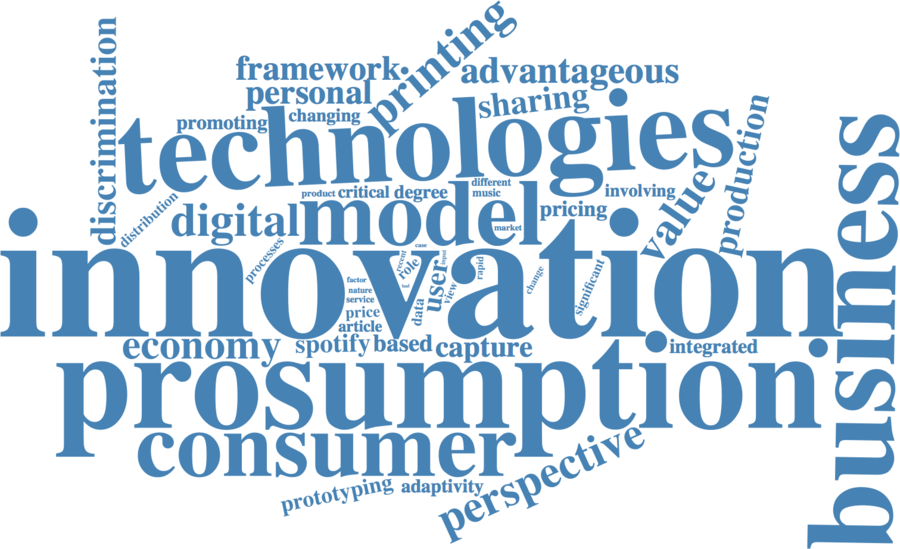 printing
discrimination
framework
advantageous
personal
sharing
changing
promoting
technologies
production
business
different
product
critical degree
music
involving
value
distribution
digital
model
pricing
market
innovation
processes
case
recent
role
user
input
view
rapid
change
significant
factor
nature
service
data
price
article
economy
spotify
based
capture
integrated
prosumption
consumer
perspective
prototyping
adaptivity